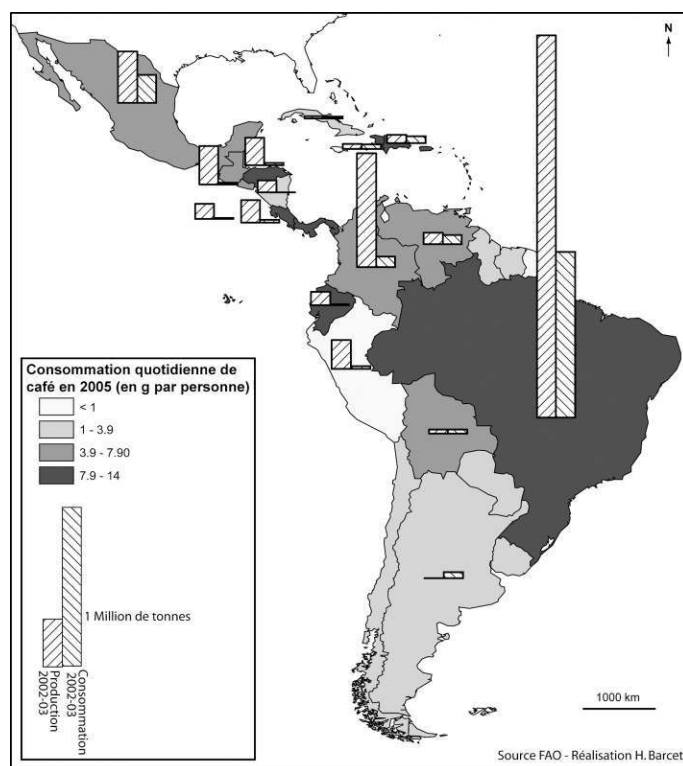 N
Consommation quotidienne de
café en 2005 (en g par personne)
< 1
1 - 3.9
3.9 - 7.90
7.9 - 14
1 Million de tonnes
Production
2002-03
Consommation
2002-03
1000 km
Source FAO - Réalisation H. Barcet